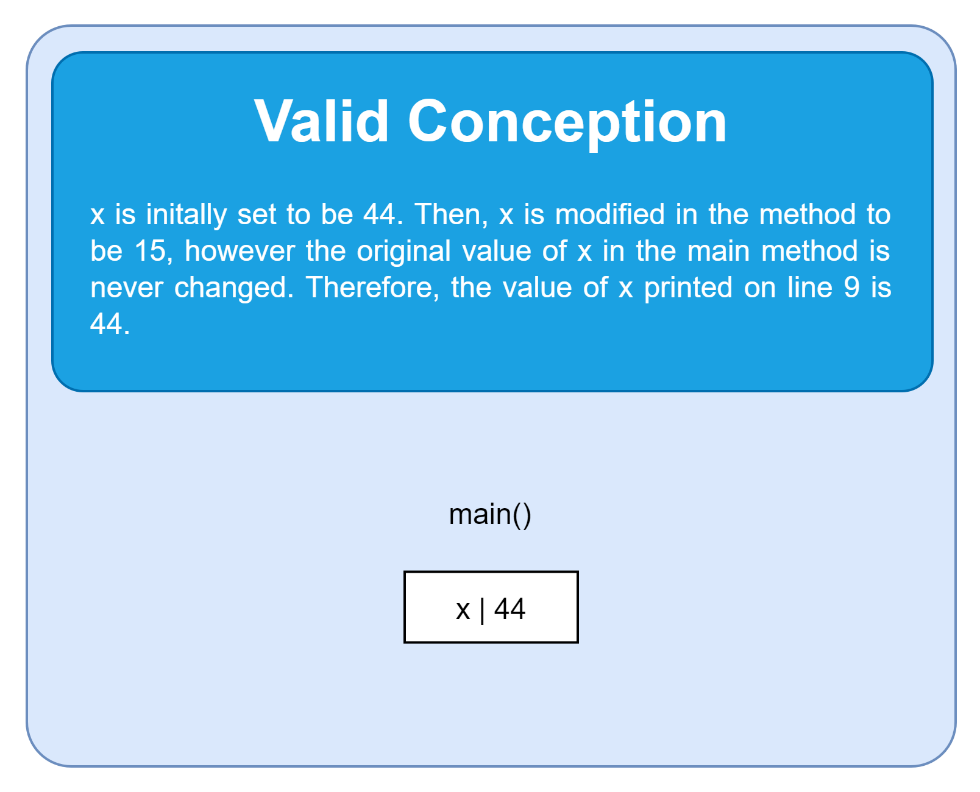 Valid Conception
x is initally set to be 44. Then, x is modified in the method to
be 15, however the original value of x in the main method is
never changed. Therefore, the value of x printed on line 9 is
44.
main()
x | 44